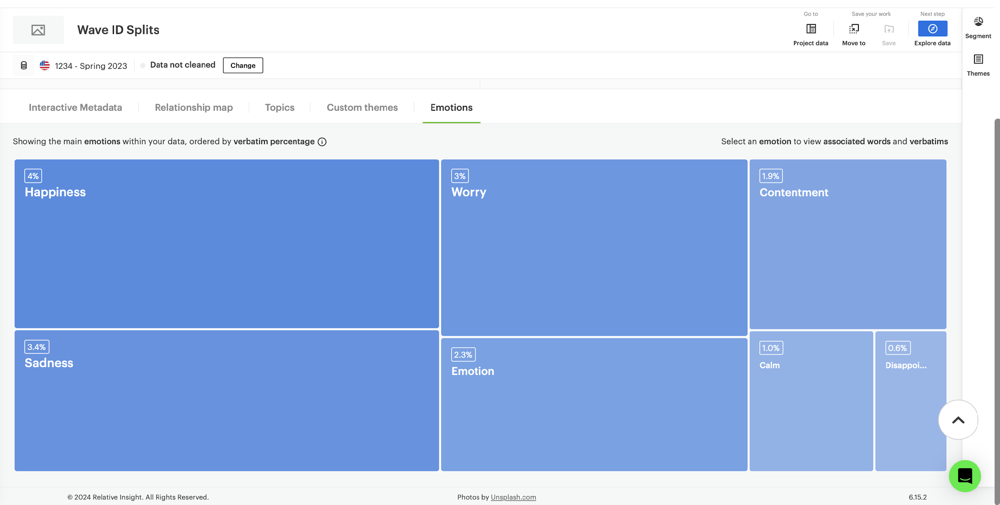 Wave ID Splits
Go to
Project data
Save your work
Move to
Save
Next step
Explore data
Segment
Themes
1234 - Spring 2023
Data not cleaned
Change
Interactive Metadata
Relationship map
Topics
Custom themes
Emotions
Showing the main emotions within your data, ordered by verbatim percentage
Select an emotion to view associated words and verbatims
4%
Happiness
3%
Worry
1.9%
Contentment
3.4%
Sadness
2.3%
Emotion
1.0%
Calm
0.6%
Disappoi...
© 2024 Relative Insight. All Rights Reserved.
Photos by Unsplash.com
6.15.2